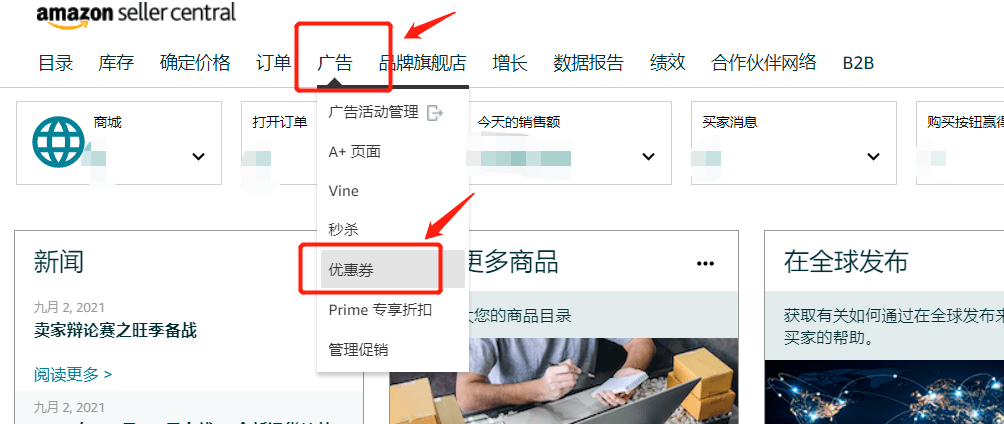 amazon seller central
目录 库存 确定价格 订单 广告 品牌旗舰店 增长 数据报告 绩效 合作伙伴网络 B2B
商城 打开订单 今天的销售额 买家消息 购买按钮赢得
广告活动管理
A+ 页面
Vine
秒杀
优惠券
Prime 专享折扣
管理促销
新闻
九月 2, 2021
卖家辩论赛之旺季备战
阅读更多 >
九月 2, 2021
更多商品
您的商品目录
在全球发布
获取有关如何通过在全球发布来
买家的帮助。